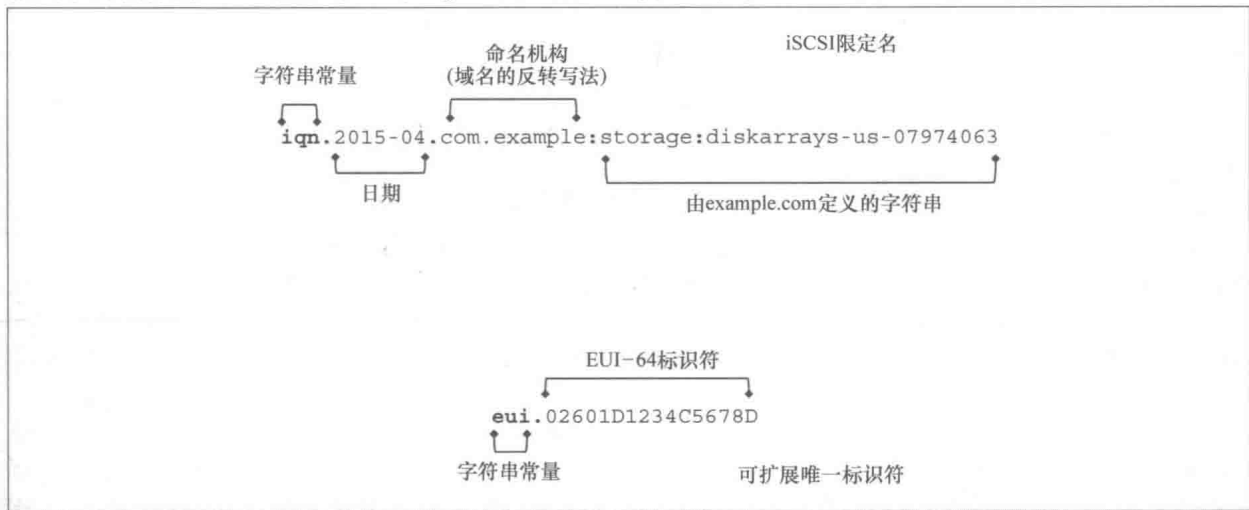 iSCSI限定名
命名机构
(域名的反转写法)
字符串常量
iqn.2015-04.com.example:storage:diskarrays-us-07974063
日期
由example.com定义的字符串
EUI-64标识符
eui.02601D1234C5678D
字符串常量
可扩展唯一标识符